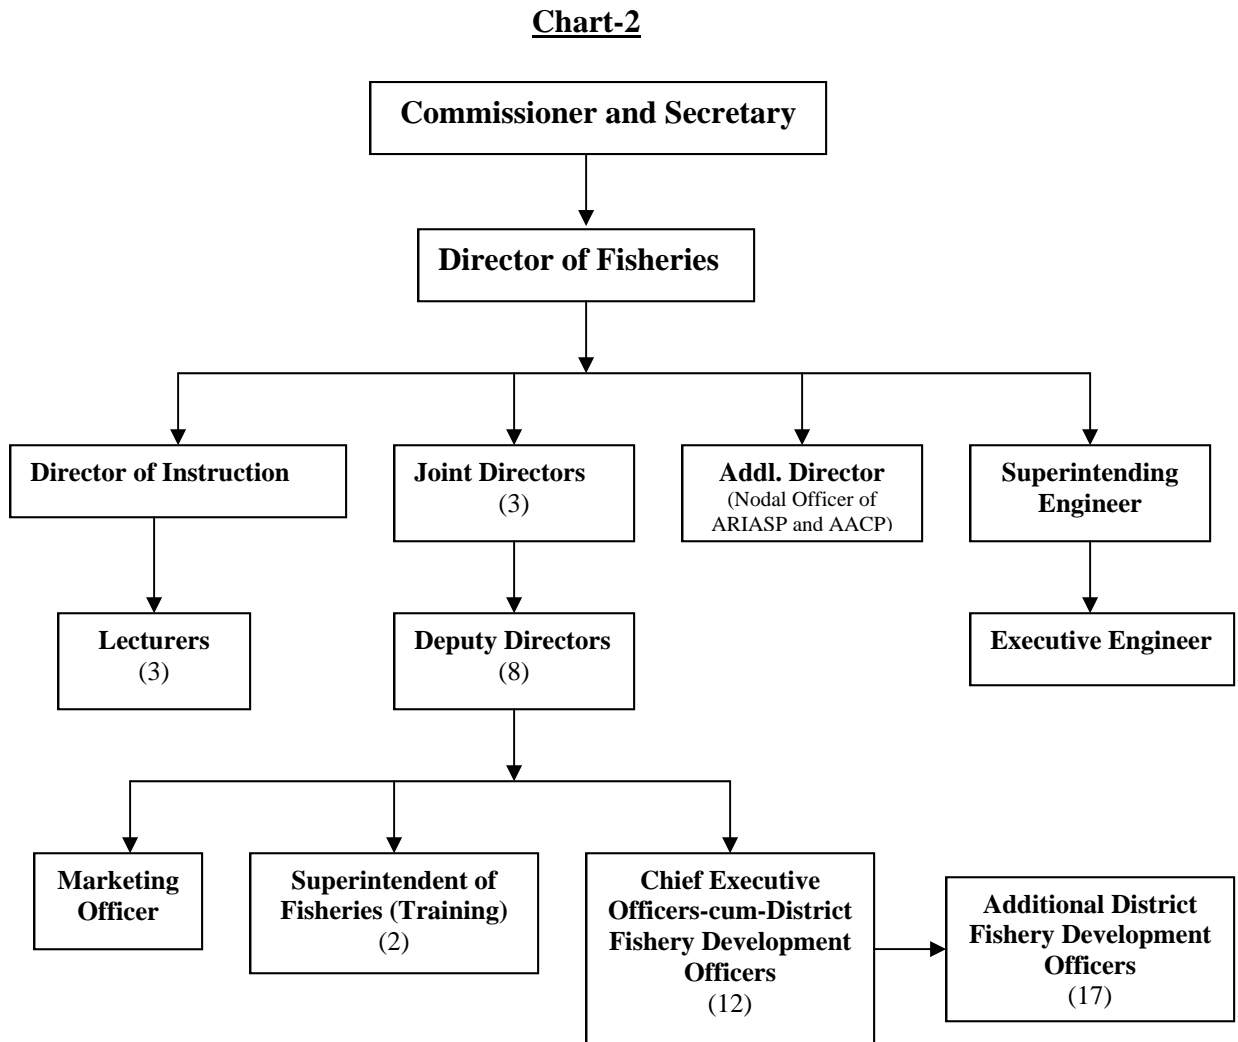 Chart-2
Commissioner and Secretary
Director of Fisheries
Director of Instruction
Joint Directors
(3)
Addl. Director
(Nodal Officer of
ARIASP and AACP)
Superintending
Engineer
Lecturers
(3)
Deputy Directors
(8)
Executive Engineer
Marketing
Officer
Superintendent of
Fisheries (Training)
(2)
Chief Executive
Officers-cum-District
Fishery Development
Officers
(12)
Additional District
Fishery Development
Officers
(17)